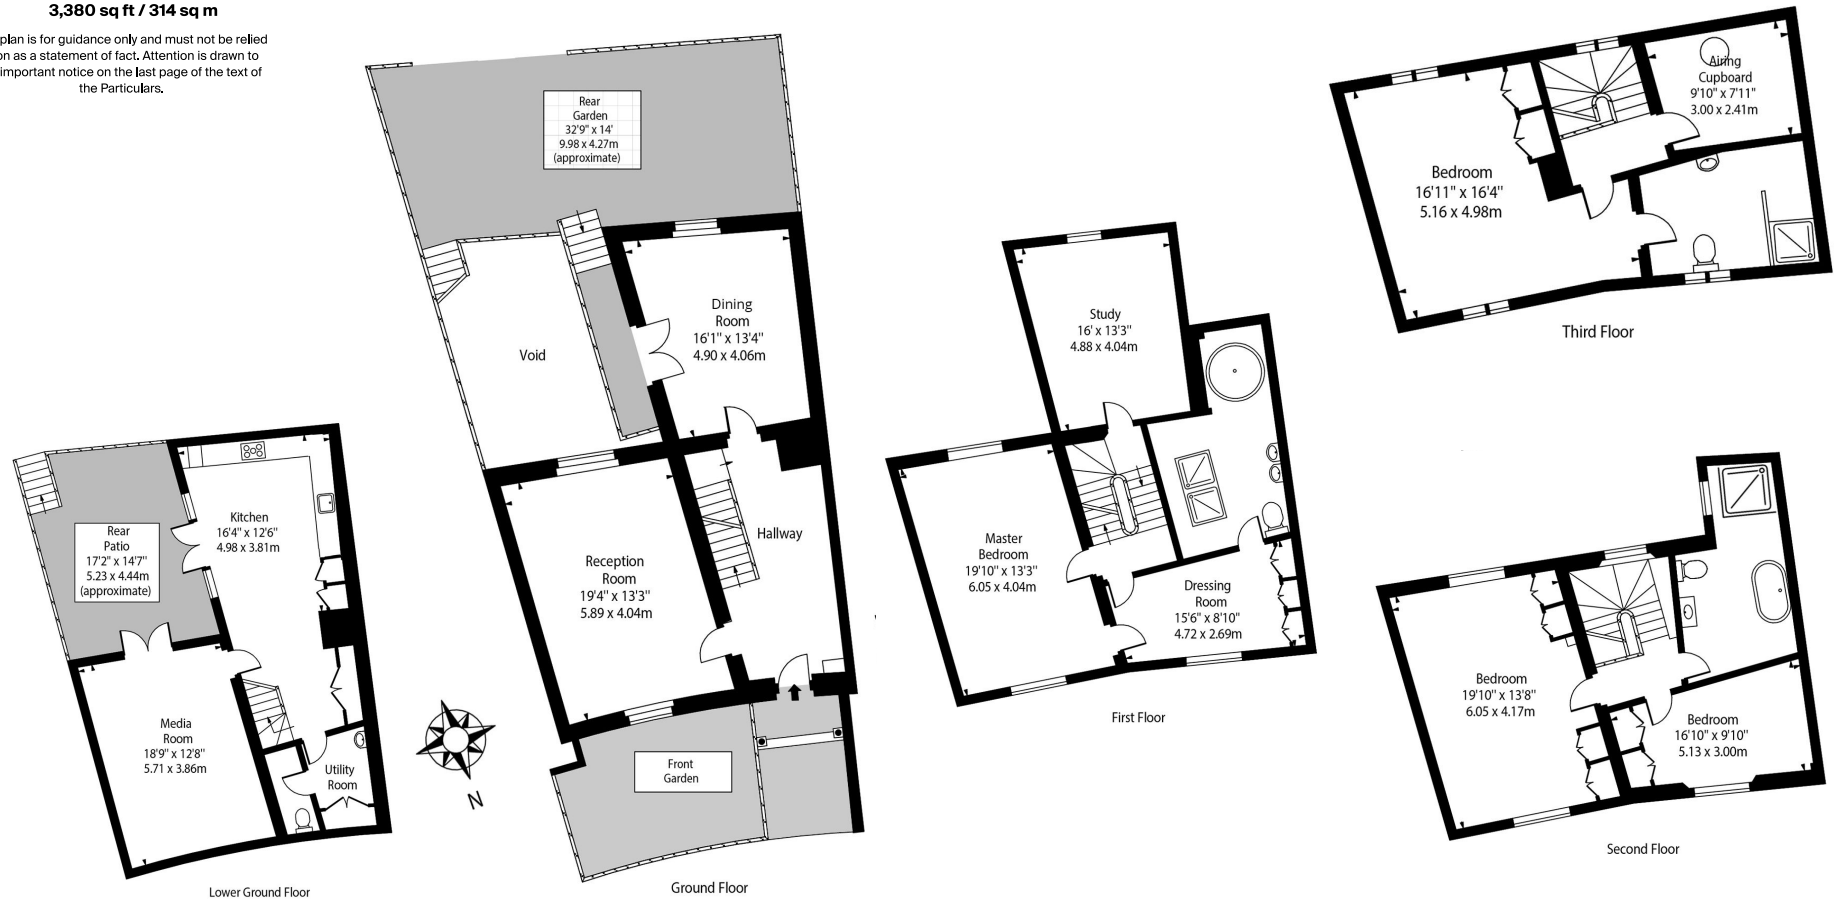 3,380 sq ft / 314 sq m
plan is for guidance only and must not be relied
on as a statement of fact. Attention is drawn to
important notice on the last page of the text of
the Particulars.
Rear
Patio
17'2" x 14'7"
5.23 x 4.44m
(approximate)
Kitchen
16'4" x 12'6"
4.98 x 3.81m
Media
Room
18'9" x 12'8"
5.71 x 3.86m
Utility
Room
Lower Ground Floor
N
Rear
Garden
32'9" x 14'
9.98 x 4.27m
(approximate)
Void
Dining
Room
16'1" x 13'4"
4.90 x 4.06m
Reception
Room
19'4" x 13'3"
5.89 x 4.04m
Hallway
Front
Garden
Ground Floor
Study
16' x 13'3"
4.88 x 4.04m
Master
Bedroom
19'10" x 13'3"
6.05 x 4.04m
Dressing
Room
15'6" x 8'10"
4.72 x 2.69m
First Floor
Airing
Cupboard
9'10" x 7'11"
3.00 x 2.41m
Bedroom
16'11" x 16'4"
5.16 x 4.98m
Third Floor
Bedroom
19'10" x 13'8"
6.05 x 4.17m
Bedroom
16'10" x 9'10"
5.13 x 3.00m
Second Floor